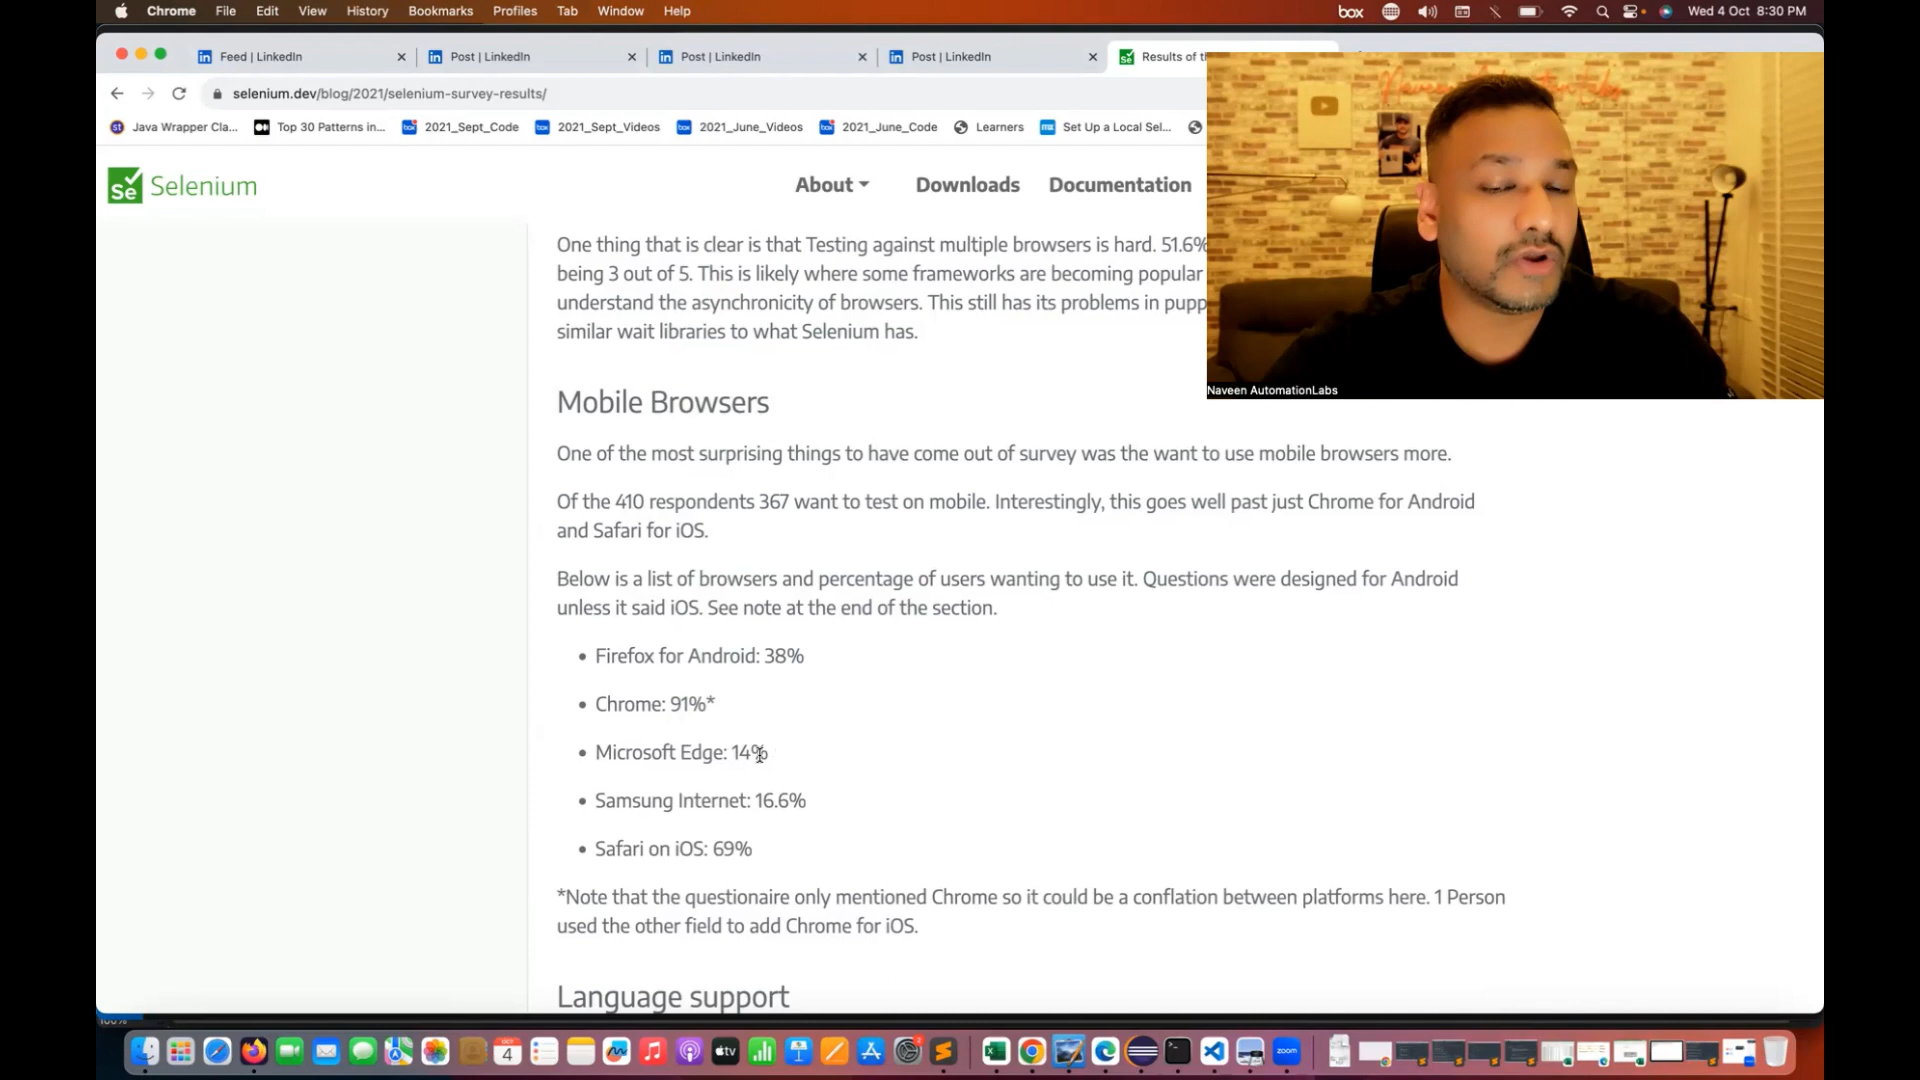 Chrome File Edit View History Bookmarks Profiles Tab Window Help box Wed 4 Oct 8:30 PM
Feed | LinkedIn Post | LinkedIn Post | LinkedIn Post | LinkedIn Results of th
selenium.dev/blog/2021/selenium-survey-results/
Java Wrapper Cla... Top 30 Patterns in... 2021_Sept_Code 2021_Sept_Videos 2021_June_Videos 2021_June_Code Learners Set Up a Local Sel...
Se Selenium About Downloads Documentation
One thing that is clear is that Testing against multiple browsers is hard. 51.6%
being 3 out of 5. This is likely where some frameworks are becoming popular
understand the asynchronicity of browsers. This still has its problems in pupp
similar wait libraries to what Selenium has.
Naveen AutomationLabs
Mobile Browsers
One of the most surprising things to have come out of survey was the want to use mobile browsers more.
Of the 410 respondents 367 want to test on mobile. Interestingly, this goes well past just Chrome for Android
and Safari for iOS.
Below is a list of browsers and percentage of users wanting to use it. Questions were designed for Android
unless it said iOS. See note at the end of the section.
• Firefox for Android: 38%
• Chrome: 91%*
• Microsoft Edge: 14%
• Samsung Internet: 16.6%
• Safari on iOS: 69%
*Note that the questionaire only mentioned Chrome so it could be a conflation between platforms here. 1 Person
used the other field to add Chrome for iOS.
Language support
OCT
4
tv
zoom